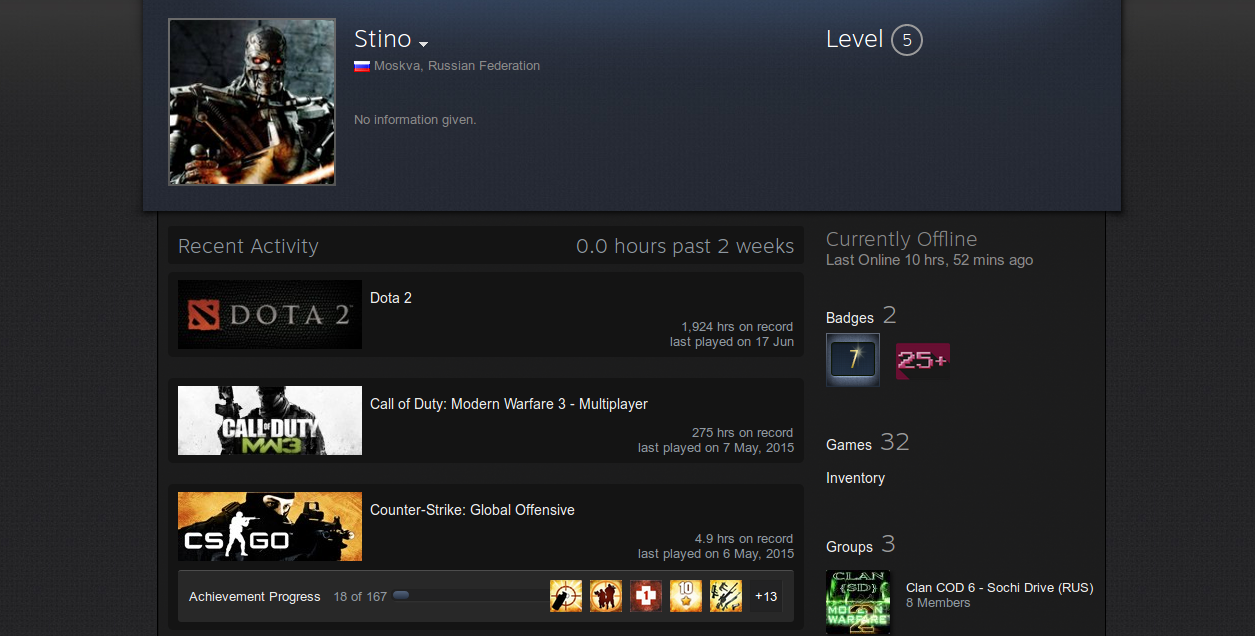 Stino
Level 5
Moskva, Russian Federation
No information given.
Recent Activity
0.0 hours past 2 weeks
DOTA 2
Dota 2
1,924 hrs on record
last played on 17 Jun
CALL OF DUTY
MW3
Call of Duty: Modern Warfare 3 - Multiplayer
275 hrs on record
last played on 7 May, 2015
CS GO
Counter-Strike: Global Offensive
4.9 hrs on record
last played on 6 May, 2015
Achievement Progress 18 of 167
1
10
+13
Currently Offline
Last Online 10 hrs, 52 mins ago
Badges 2
7
25+
Games 32
Inventory
Groups 3
CLAN
{SD}
MODERN
WARFARE
2
Clan COD 6 - Sochi Drive (RUS)
8 Members